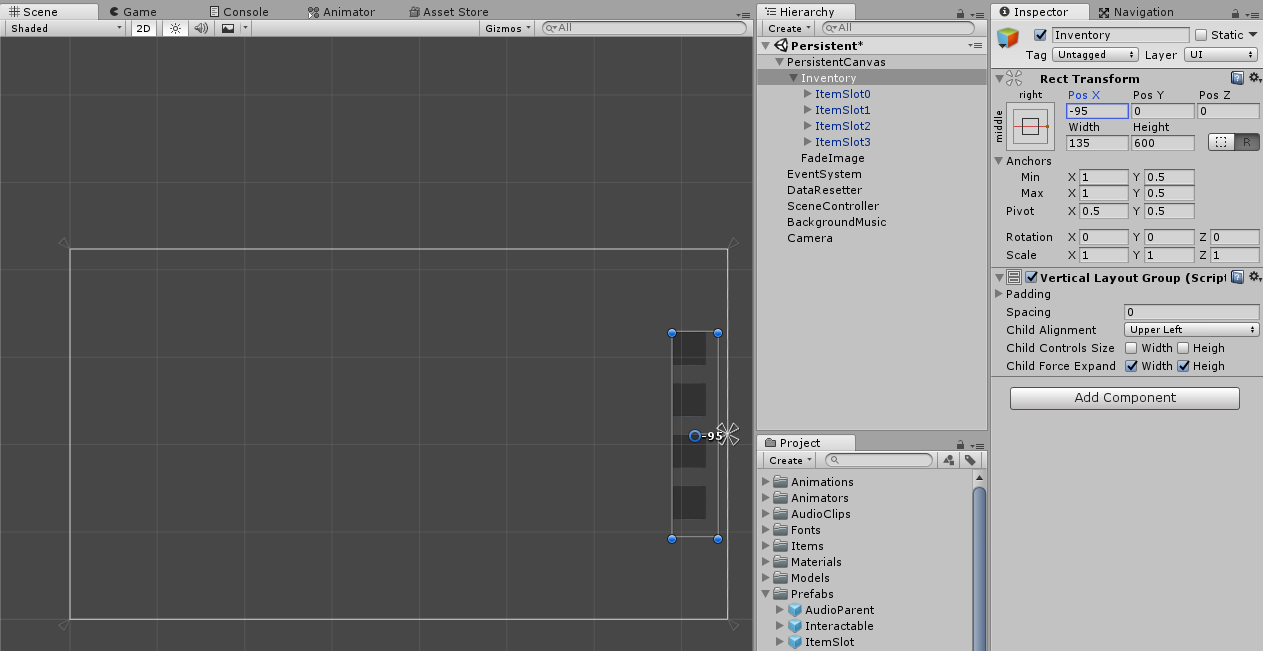 Scene Game Console Animator Asset Store
Shaded 2D Gizmos All
-95
Hierarchy
Create All
Persistent*
PersistentCanvas
Inventory
ItemSlot0
ItemSlot1
ItemSlot2
ItemSlot3
FadeImage
EventSystem
DataResetter
SceneController
BackgroundMusic
Camera
Project
Create
Animations
Animators
AudioClips
Fonts
Items
Materials
Models
Prefabs
AudioParent
Interactable
ItemSlot
Inspector Navigation
Inventory Static
Tag Untagged Layer UI
Rect Transform
right Pos X Pos Y Pos Z
middle -95 0 0
Width Height
135 600 R
Anchors
Min X 1 Y 0.5
Max X 1 Y 0.5
Pivot X 0.5 Y 0.5
Rotation X 0 Y 0 Z 0
Scale X 1 Y 1 Z 1
Vertical Layout Group (Script
Padding
Spacing 0
Child Alignment Upper Left
Child Controls Size Width Heigh
Child Force Expand Width Heigh
Add Component